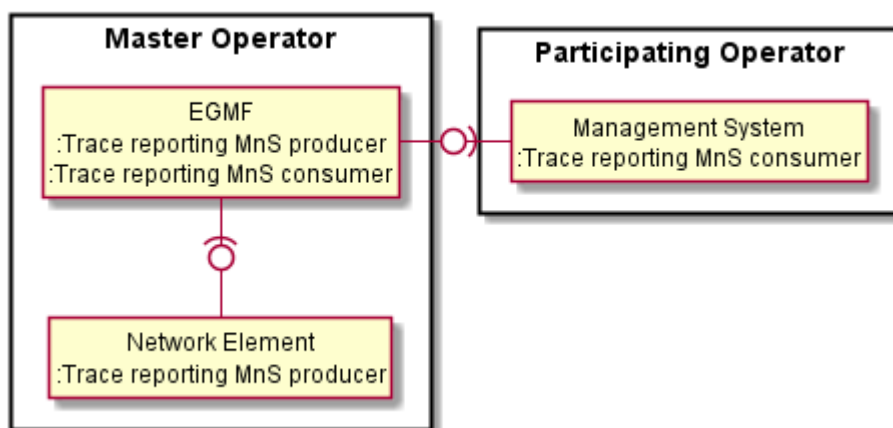 Master Operator
EGMF
:Trace reporting MnS producer
:Trace reporting MnS consumer
Network Element
:Trace reporting MnS producer
Participating Operator
Management System
:Trace reporting MnS consumer